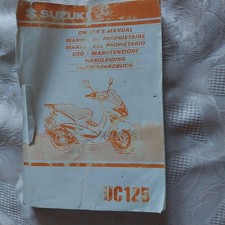 SUZUKI
OWNER'S MANUAL
MANUEL DU PROPRIETAIRE
MANUAL DEL PROPIETARIO
USO E MANUTENZIONE
HANDLEIDING
FAHRERHANDBUCH
UC125